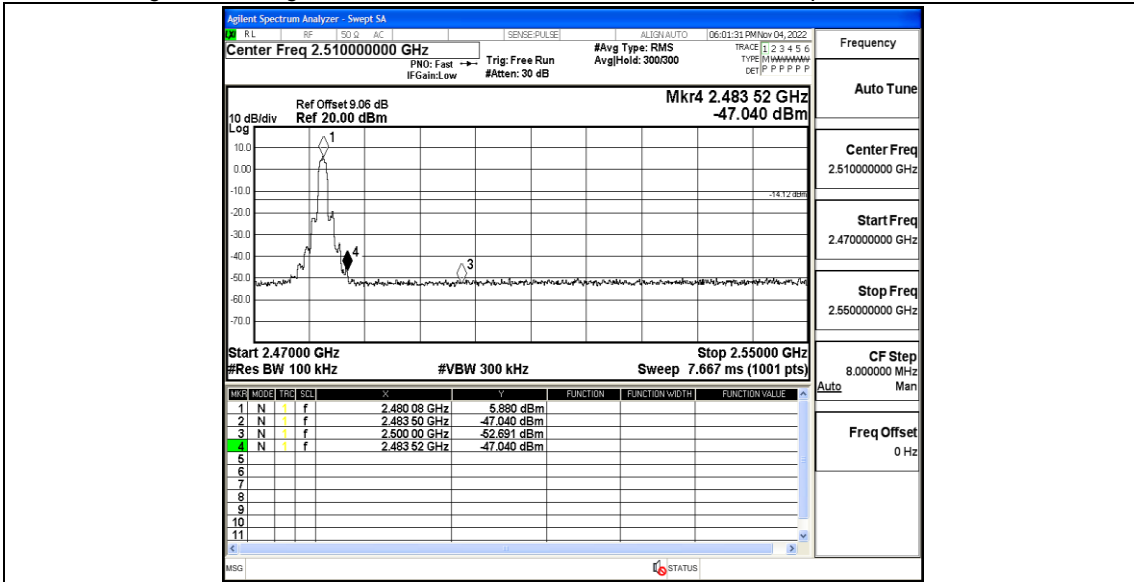 Agilent Spectrum Analyzer - Swept SA
LXI RL RF 50 Ω AC SENSE:PULSE ALIGNAUTO 06:01:31 PM Nov 04, 2022
Center Freq 2.510000000 GHz #Avg Type: RMS TRACE 1 2 3 4 5 6
PNO: Fast Trig: Free Run Avg|Hold: 300/300 TYPE MWWWWW
IFGain:Low #Atten: 30 dB DET P P P P P P
Mkr4 2.483 52 GHz
Ref Offset 9.06 dB
10 dB/div Ref 20.00 dBm -47.040 dBm
Log
10.0
0.00
-10.0
-14.12 dBm
-20.0
-30.0
-40.0
-50.0
-60.0
-70.0
1
4
3
Start 2.47000 GHz Stop 2.55000 GHz
#Res BW 100 kHz #VBW 300 kHz Sweep 7.667 ms (1001 pts)
MKR MODE TRC SCL X Y FUNCTION FUNCTION WIDTH FUNCTION VALUE
1 N 1 f 2.480 08 GHz 5.880 dBm
2 N 1 f 2.483 50 GHz -47.040 dBm
3 N 1 f 2.500 00 GHz -52.691 dBm
4 N 1 f 2.483 52 GHz -47.040 dBm
5
6
7
8
9
10
11
MSG STATUS
Frequency
Auto Tune
Center Freq
2.510000000 GHz
Start Freq
2.470000000 GHz
Stop Freq
2.550000000 GHz
CF Step
8.000000 MHz
Auto Man
Freq Offset
0 Hz